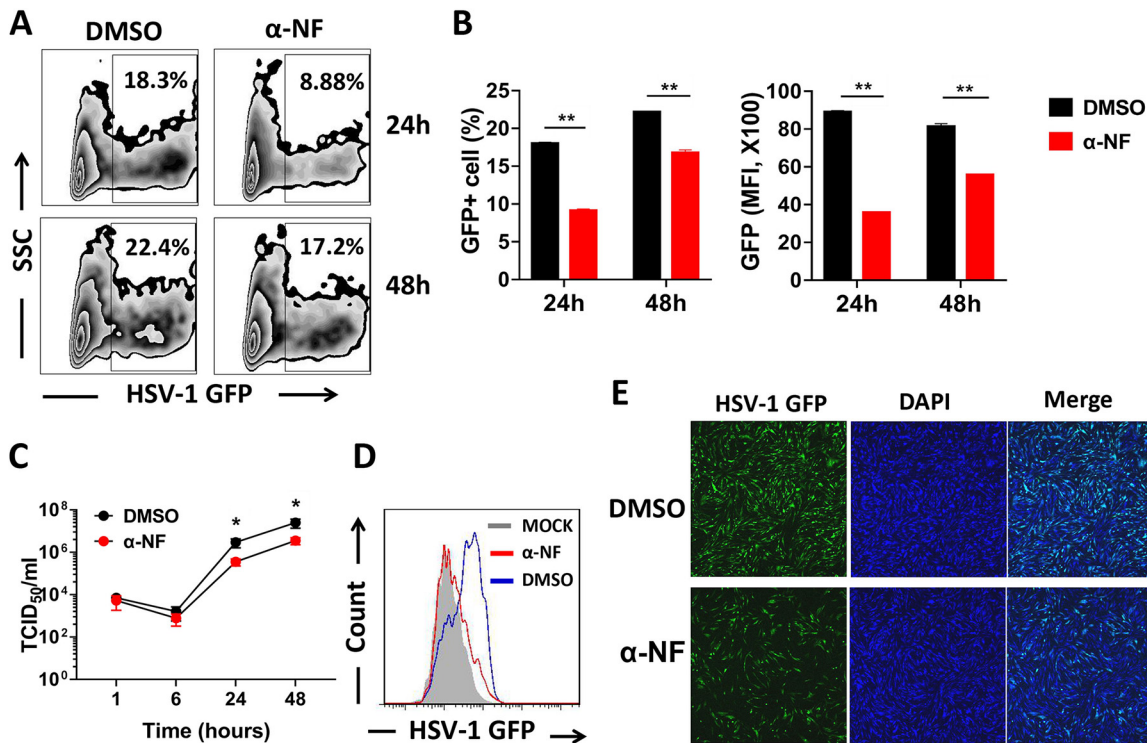 A
DMSO
α-NF
18.3%
8.88%
24h
22.4%
17.2%
48h
SSC
HSV-1 GFP
B
GFP+ cell (%)
25
20
15
10
5
0
**
**
24h
48h
GFP (MFI, X100)
100
80
60
40
20
0
**
**
24h
48h
DMSO
α-NF
C
TCID50/ml
10^8
10^6
10^4
10^2
10^0
DMSO
α-NF
*
*
1
6
24
48
Time (hours)
D
Count
MOCK
α-NF
DMSO
HSV-1 GFP
E
HSV-1 GFP
DAPI
Merge
DMSO
α-NF